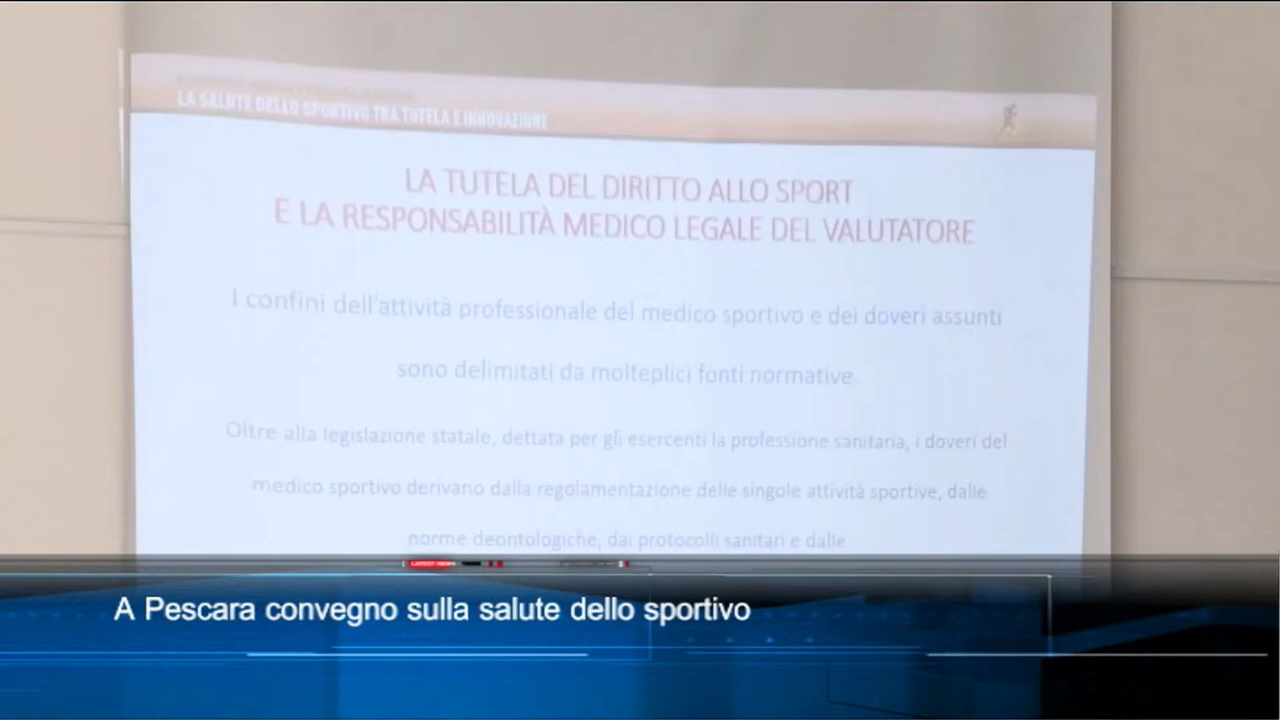 LA SALUTE DELLO SPORTIVO TRA TUTELA E INNOVAZIONE
LA TUTELA DEL DIRITTO ALLO SPORT
E LA RESPONSABILITÀ MEDICO LEGALE DEL VALUTATORE
I confini dell'attività professionale del medico sportivo e dei doveri assunti
sono delimitati da molteplici fonti normative.
Oltre alla legislazione statale, dettata per gli esercenti la professione sanitaria, i doveri del
medico sportivo derivano dalla regolamentazione delle singole attività sportive, dalle
norme deontologiche, dai protocolli sanitari e dalle
LATEST NEWS
A Pescara convegno sulla salute dello sportivo